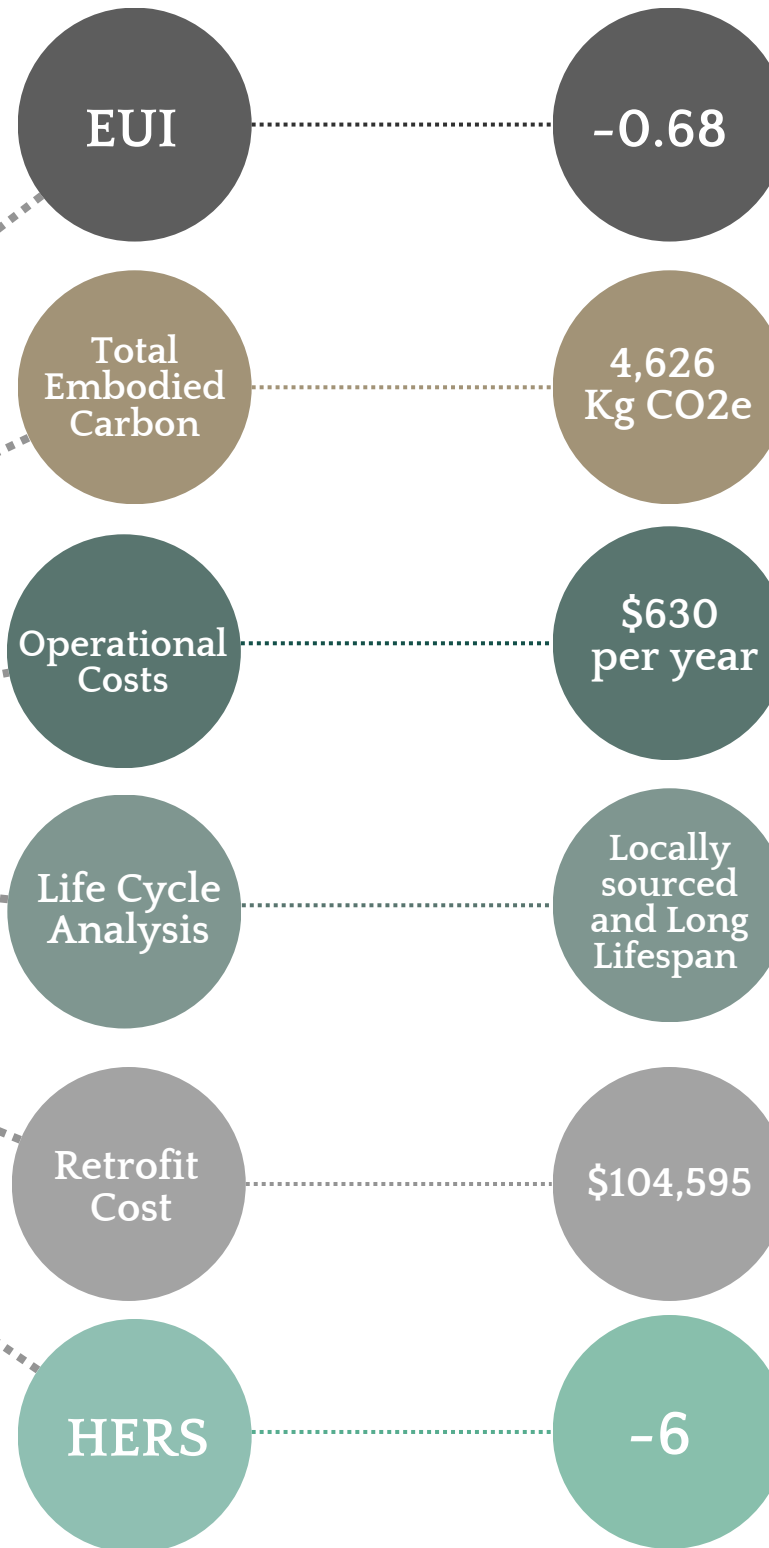 EUI
-0.68
Total
Embodied
Carbon
4,626
Kg CO2e
Operational
Costs
$630
per year
Life Cycle
Analysis
Locally
sourced
and Long
Lifespan
Retrofit
Cost
$104,595
HERS
-6